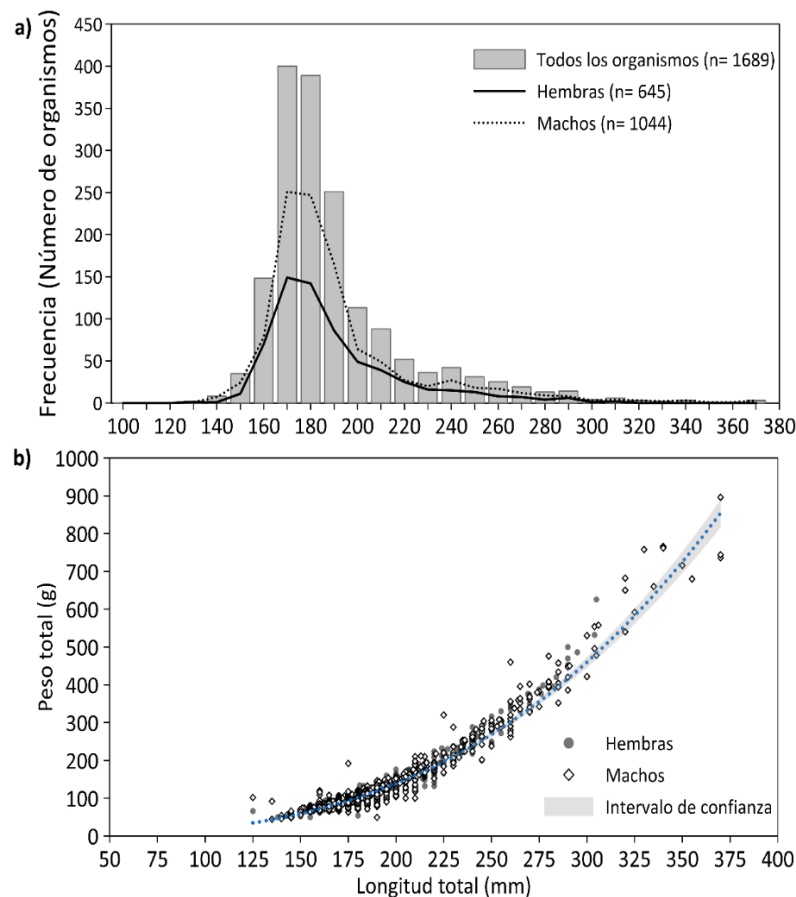 a)
Frecuencia (Número de organismos)
450
400
350
300
250
200
150
100
50
0
Todos los organismos (n= 1689)
Hembras (n= 645)
Machos (n= 1044)
100 120 140 160 180 200 220 240 260 280 300 320 340 360 380
b)
Peso total (g)
1000
900
800
700
600
500
400
300
200
100
0
Hembras
Machos
Intervalo de confianza
50 75 100 125 150 175 200 225 250 275 300 325 350 375 400
Longitud total (mm)